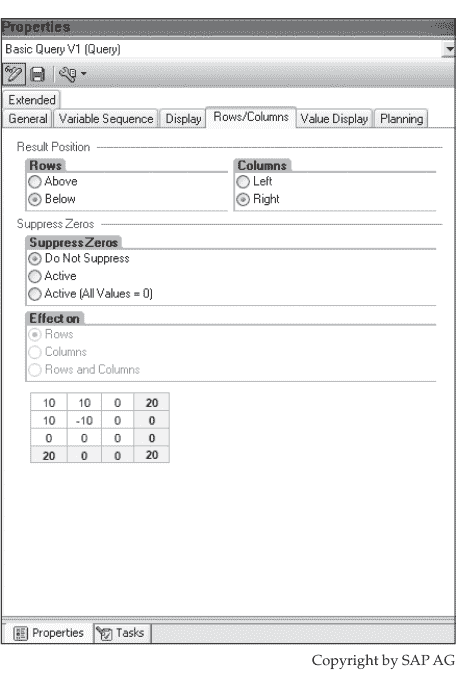 Properties
Basic Query V1 (Query)
Extended
General Variable Sequence Display Rows/Columns Value Display Planning
Result Position
Rows Columns
Above Left
Below Right
Suppress Zeros
Suppress Zeros
Do Not Suppress
Active
Active (All Values = 0)
Effect on
Rows
Columns
Rows and Columns
10 10 0 20
10 -10 0 0
0 0 0 0
20 0 0 20
Properties Tasks
Copyright by SAP AG